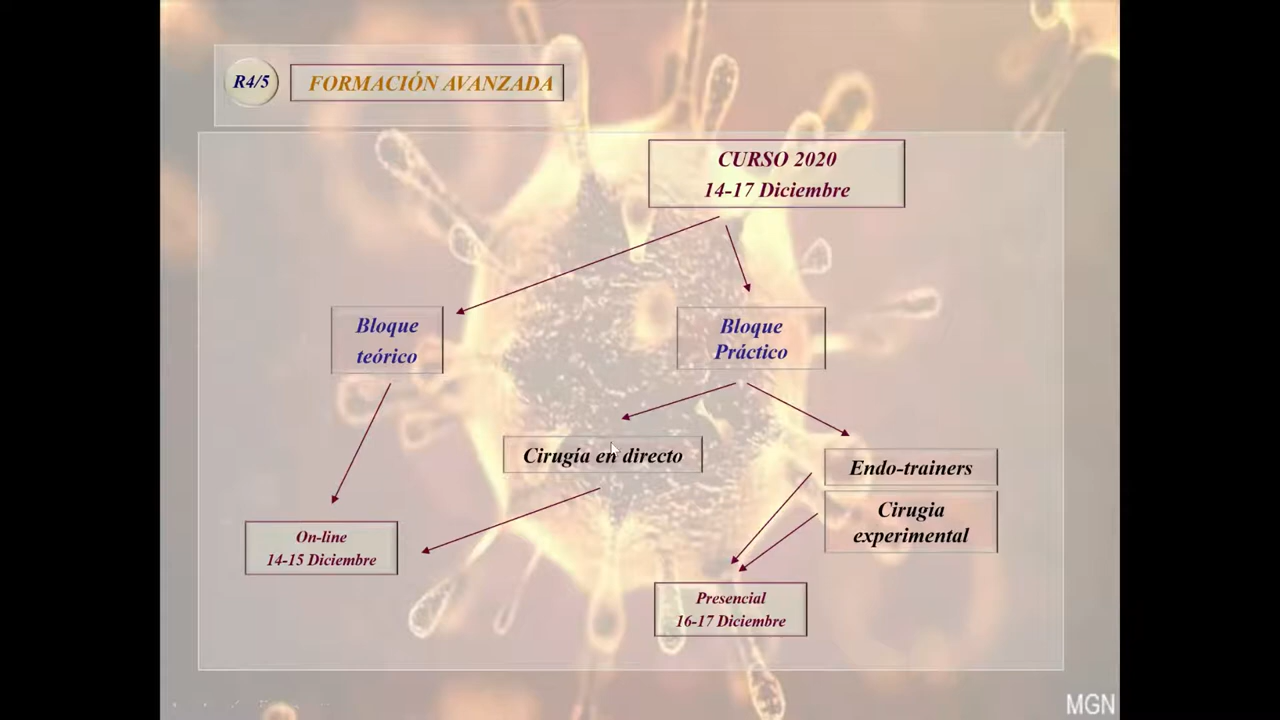 R4/5
FORMACIÓN AVANZADA
CURSO 2020
14-17 Diciembre
Bloque
teórico
Bloque
Práctico
Cirugía en directo
Endo-trainers
Cirugia
experimental
On-line
14-15 Diciembre
Presencial
16-17 Diciembre
MGN